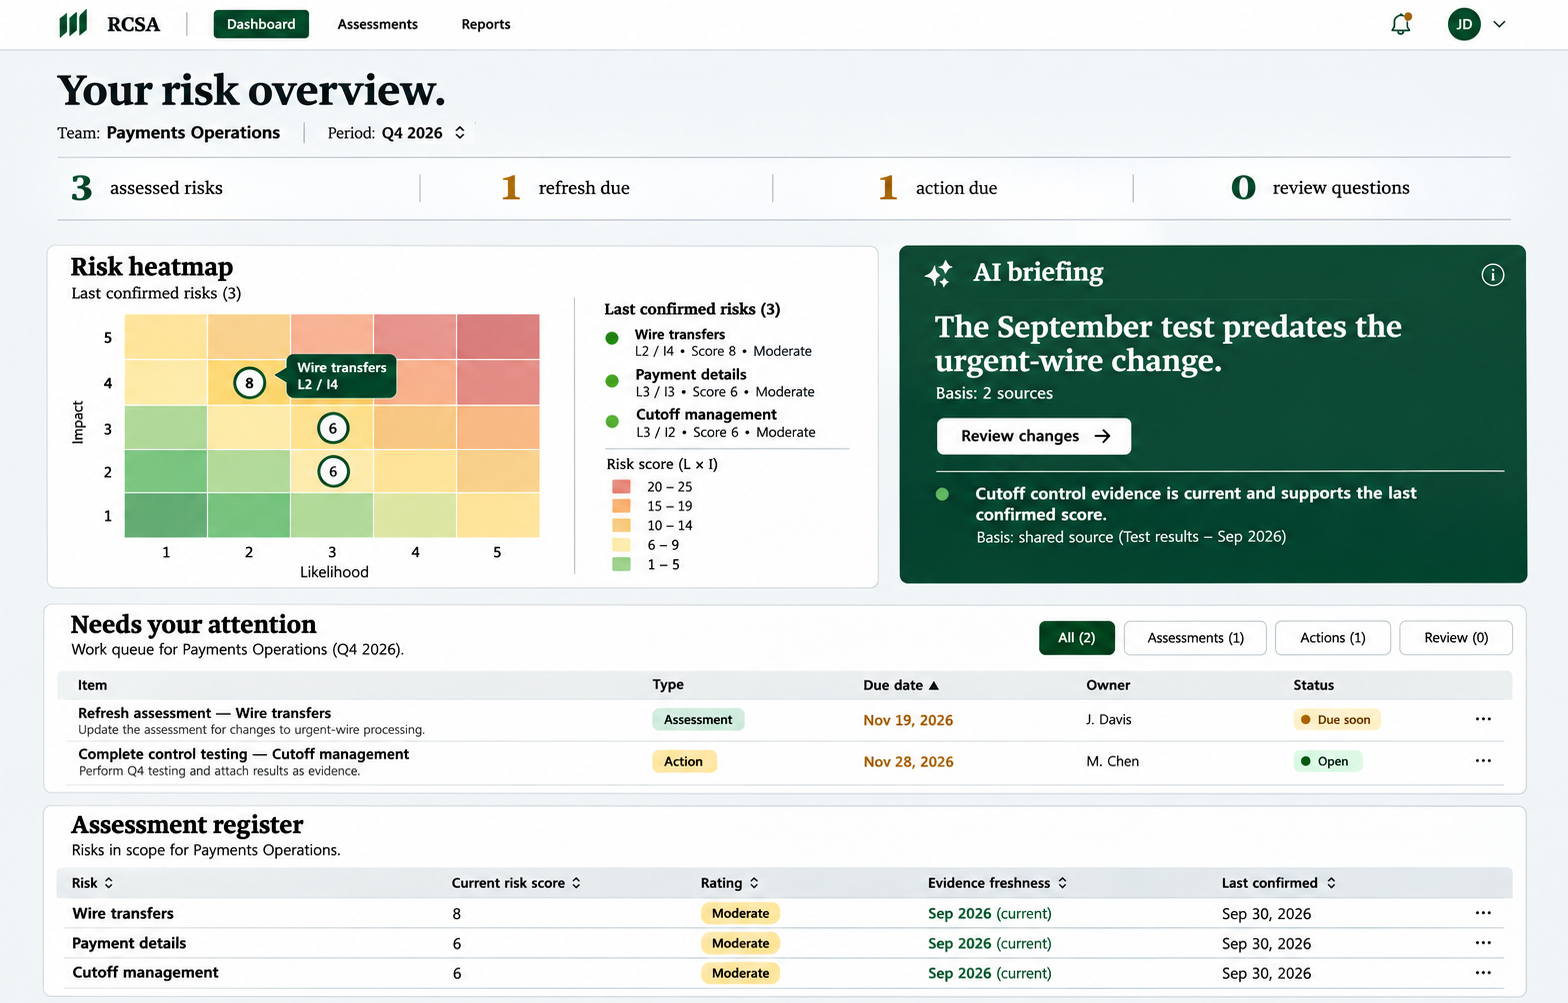 RCSA
Dashboard
Assessments
Reports
JD
Your risk overview.
Team: Payments Operations
Period: Q4 2026
3 assessed risks
1 refresh due
1 action due
0 review questions
Risk heatmap
Last confirmed risks (3)
Impact
5
4
3
2
1
8
Wire transfers
L2 / I4
6
6
1 2 3 4 5
Likelihood
Last confirmed risks (3)
Wire transfers
L2 / I4 • Score 8 • Moderate
Payment details
L3 / I3 • Score 6 • Moderate
Cutoff management
L3 / I2 • Score 6 • Moderate
Risk score (L × I)
20 – 25
15 – 19
10 – 14
6 – 9
1 – 5
AI briefing
i
The September test predates the
urgent-wire change.
Basis: 2 sources
Review changes →
Cutoff control evidence is current and supports the last
confirmed score.
Basis: shared source (Test results – Sep 2026)
Needs your attention
Work queue for Payments Operations (Q4 2026).
All (2)
Assessments (1)
Actions (1)
Review (0)
Item Type Due date ▲ Owner Status
Refresh assessment — Wire transfers
Update the assessment for changes to urgent-wire processing.
Assessment
Nov 19, 2026
J. Davis
Due soon
Complete control testing — Cutoff management
Perform Q4 testing and attach results as evidence.
Action
Nov 28, 2026
M. Chen
Open
Assessment register
Risks in scope for Payments Operations.
Risk Current risk score Rating Evidence freshness Last confirmed
Wire transfers 8 Moderate Sep 2026 (current) Sep 30, 2026
Payment details 6 Moderate Sep 2026 (current) Sep 30, 2026
Cutoff management 6 Moderate Sep 2026 (current) Sep 30, 2026